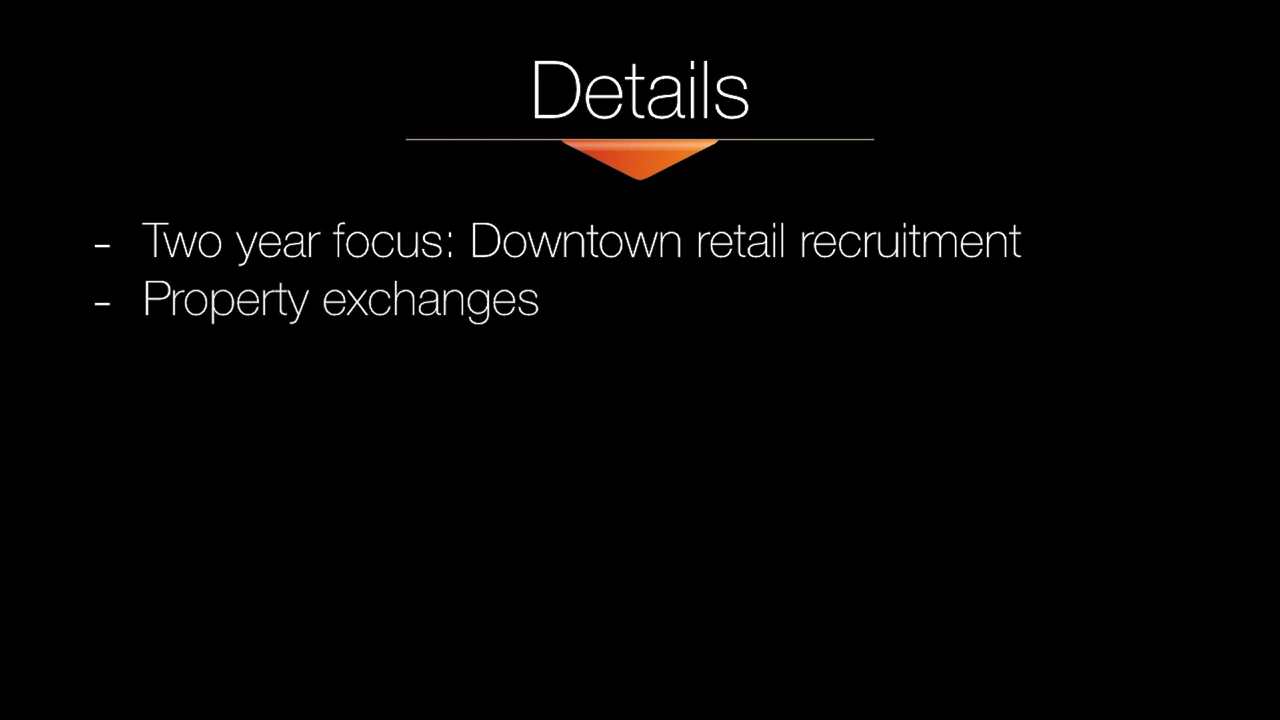 Details
- Two year focus: Downtown retail recruitment
- Property exchanges